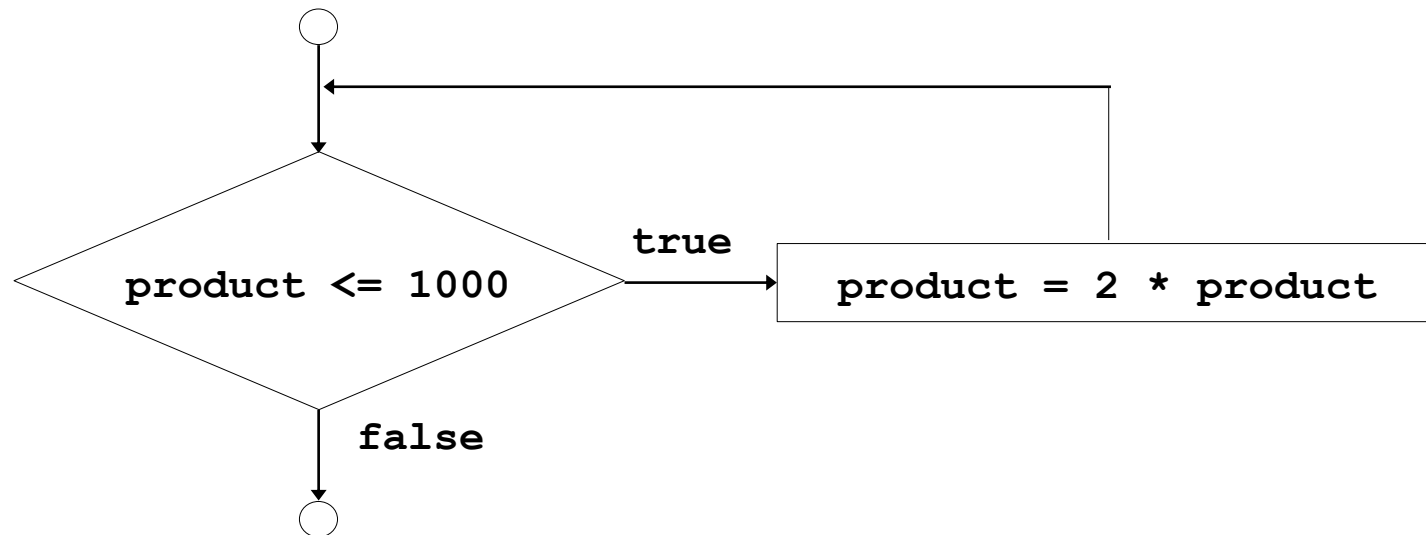 true
product <= 1000
product = 2 * product
false